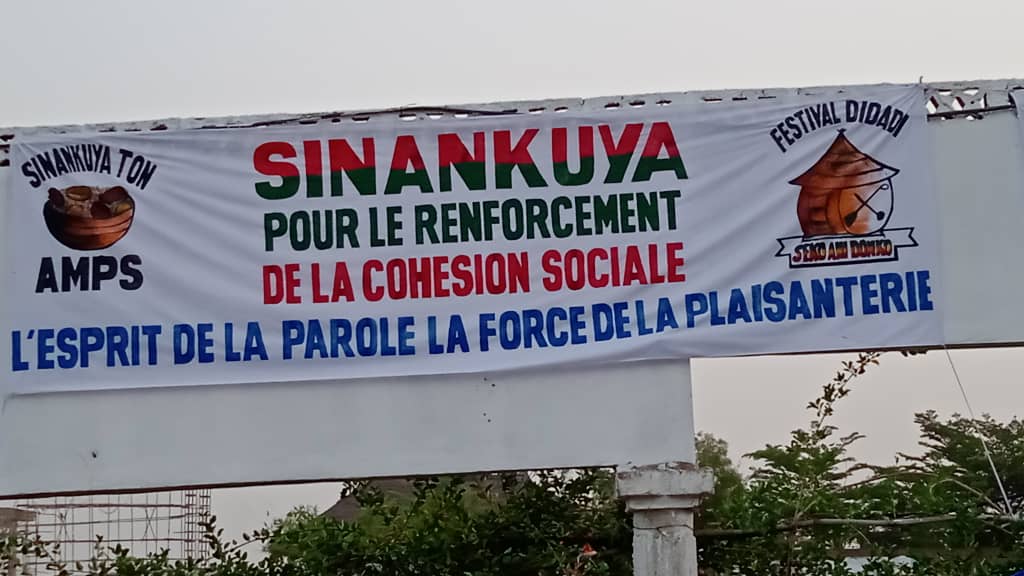 SINANKUYA TON
AMPS
SINANKUYA
POUR LE RENFORCEMENT
DE LA COHESION SOCIALE
L'ESPRIT DE LA PAROLE LA FORCE DE LA PLAISANTERIE
FESTIVAL DIDADI